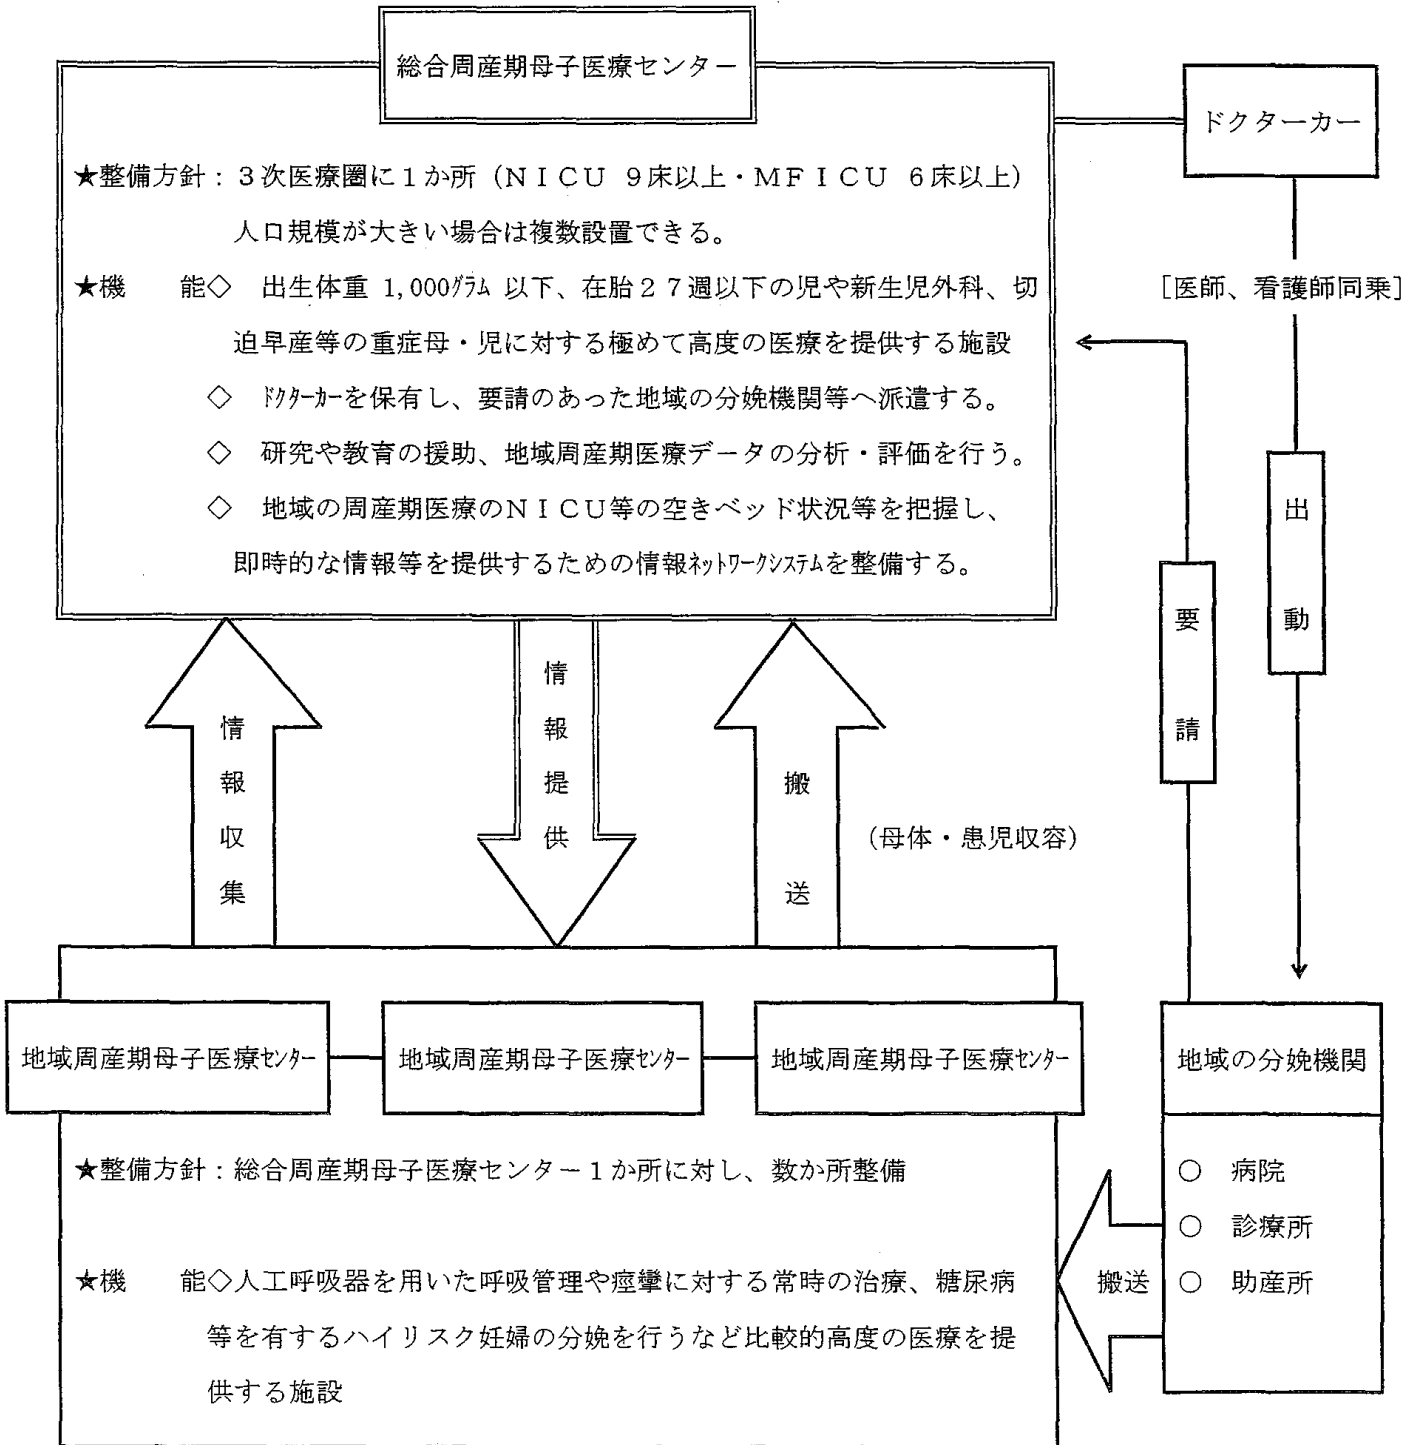 総合周産期母子医療センター
ドクターカー
★整備方針：３次医療圏に１か所（ＮＩＣＵ ９床以上・ＭＦＩＣＵ ６床以上）
人口規模が大きい場合は複数設置できる。
★機　　能◇　出生体重 1,000グラム 以下、在胎２７週以下の児や新生児外科、切
迫早産等の重症母・児に対する極めて高度の医療を提供する施設
◇　ドクターカーを保有し、要請のあった地域の分娩機関等へ派遣する。
◇　研究や教育の援助、地域周産期医療データの分析・評価を行う。
◇　地域の周産期医療のＮＩＣＵ等の空きベッド状況等を把握し、
即時的な情報等を提供するための情報ネットワークシステムを整備する。
［医師、看護師同乗］
出動
要請
情報収集
情報提供
搬送
（母体・患児収容）
地域周産期母子医療センター
地域周産期母子医療センター
地域周産期母子医療センター
地域の分娩機関
★整備方針：総合周産期母子医療センター１か所に対し、数か所整備
★機　　能◇人工呼吸器を用いた呼吸管理や痙攣に対する常時の治療、糖尿病
等を有するハイリスク妊婦の分娩を行うなど比較的高度の医療を提
供する施設
搬送
○　病院
○　診療所
○　助産所